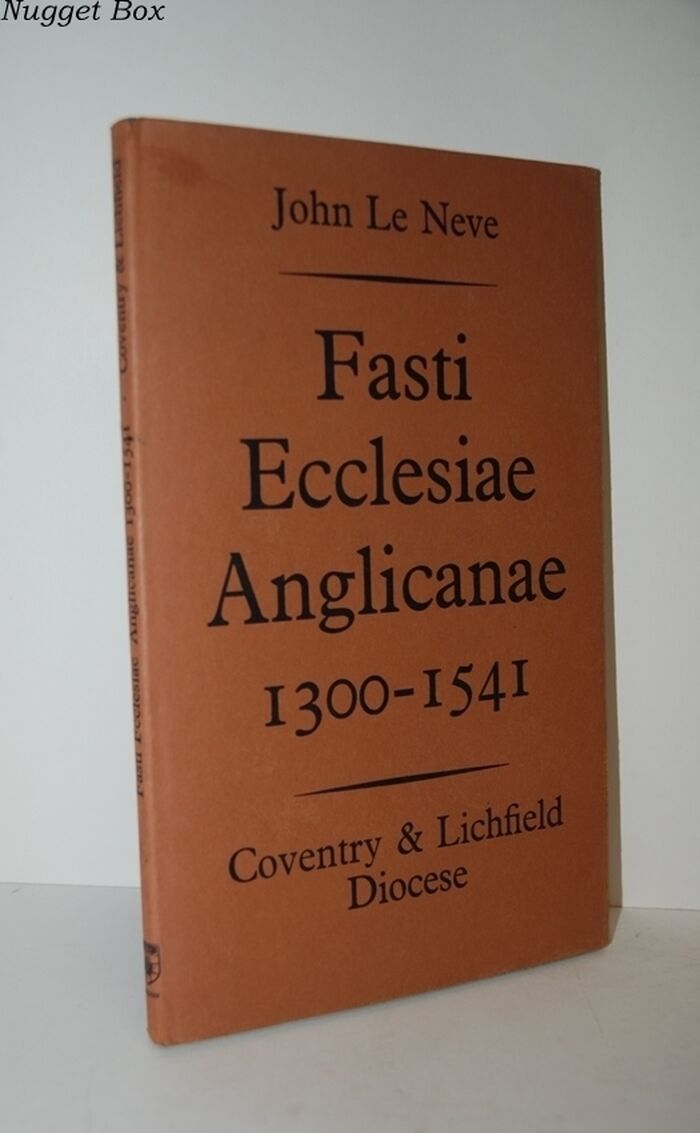 Nugget Box
John Le Neve
Fasti
Ecclesiae
Anglicanae
1300-1541
Coventry & Lichfield
Diocese
Fasti Ecclesiae Anglicanae 1300-1541 · Coventry & Lichfield